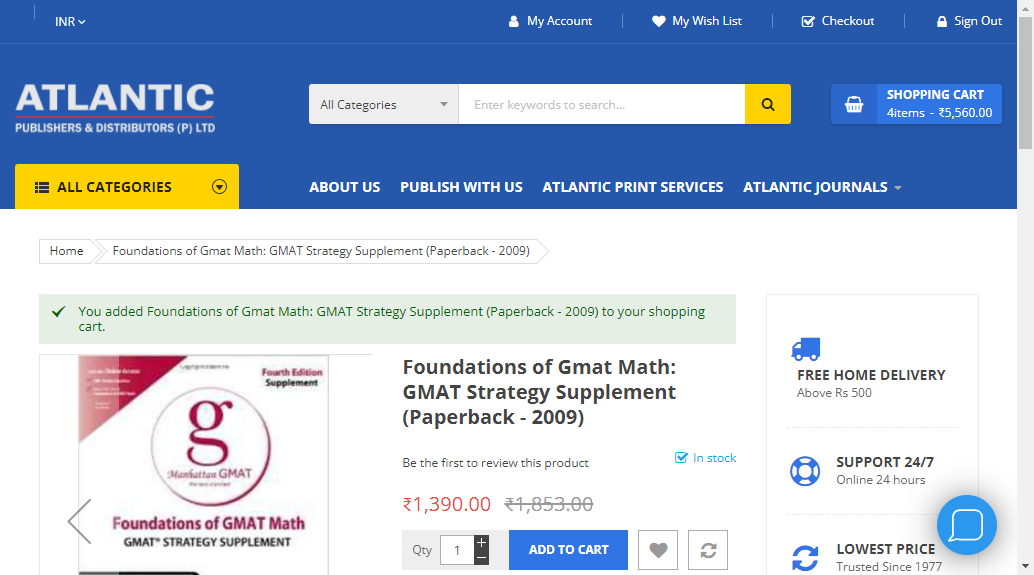 INR
My Account
My Wish List
Checkout
Sign Out
ATLANTIC
PUBLISHERS & DISTRIBUTORS (P) LTD
All Categories
Enter keywords to search...
SHOPPING CART
4items - ₹5,560.00
ALL CATEGORIES
ABOUT US
PUBLISH WITH US
ATLANTIC PRINT SERVICES
ATLANTIC JOURNALS
Home
Foundations of Gmat Math: GMAT Strategy Supplement (Paperback - 2009)
You added Foundations of Gmat Math: GMAT Strategy Supplement (Paperback - 2009) to your shopping
cart.
Fourth Edition
Supplement
g
Manhattan GMAT
Foundations of GMAT Math
GMAT® STRATEGY SUPPLEMENT
Foundations of Gmat Math:
GMAT Strategy Supplement
(Paperback - 2009)
Be the first to review this product
In stock
₹1,390.00 ₹1,853.00
Qty
1
ADD TO CART
FREE HOME DELIVERY
Above Rs 500
SUPPORT 24/7
Online 24 hours
LOWEST PRICE
Trusted Since 1977